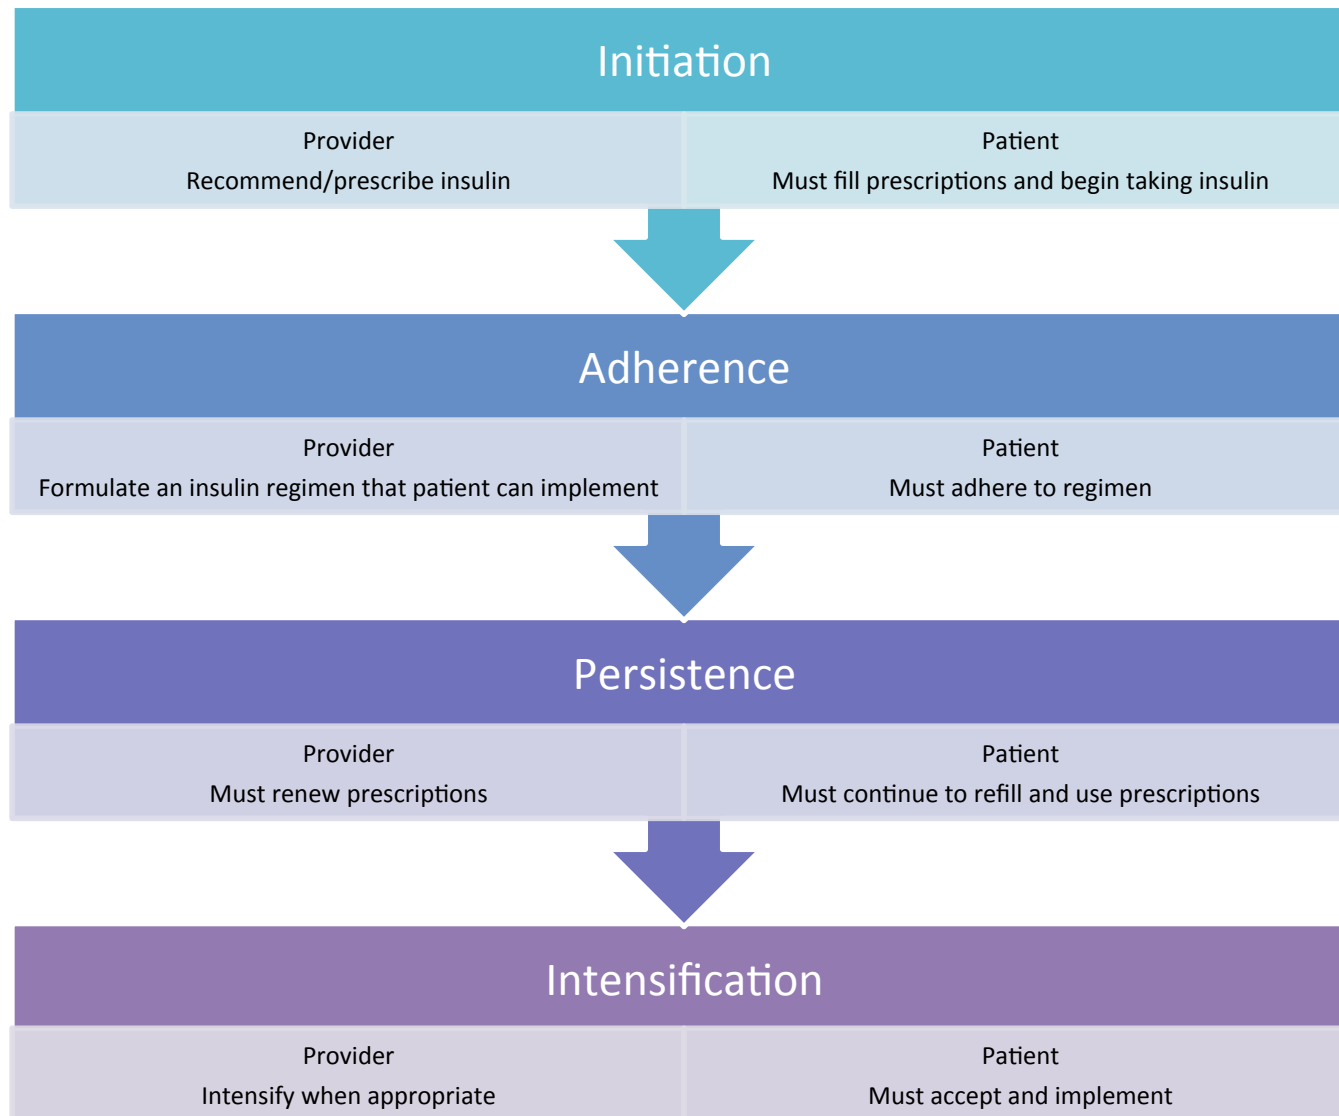 Initiation
Provider
Recommend/prescribe insulin
Patient
Must fill prescriptions and begin taking insulin
Adherence
Provider
Formulate an insulin regimen that patient can implement
Patient
Must adhere to regimen
Persistence
Provider
Must renew prescriptions
Patient
Must continue to refill and use prescriptions
Intensification
Provider
Intensify when appropriate
Patient
Must accept and implement